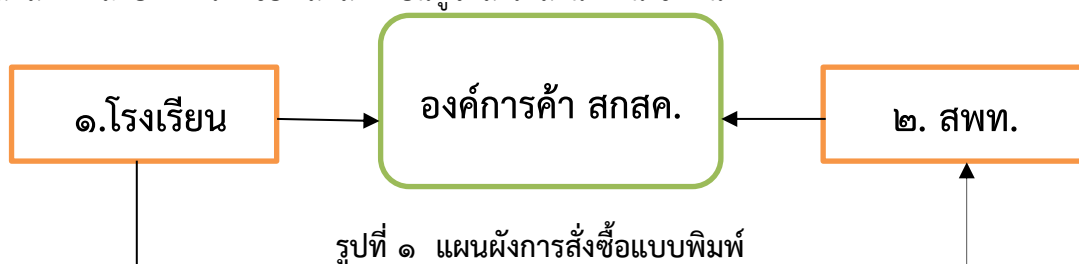 ๑.โรงเรียน
องค์การค้า สกสค.
๒. สพท.
รูปที่ ๑ แผนผังการสั่งซื้อแบบพิมพ์